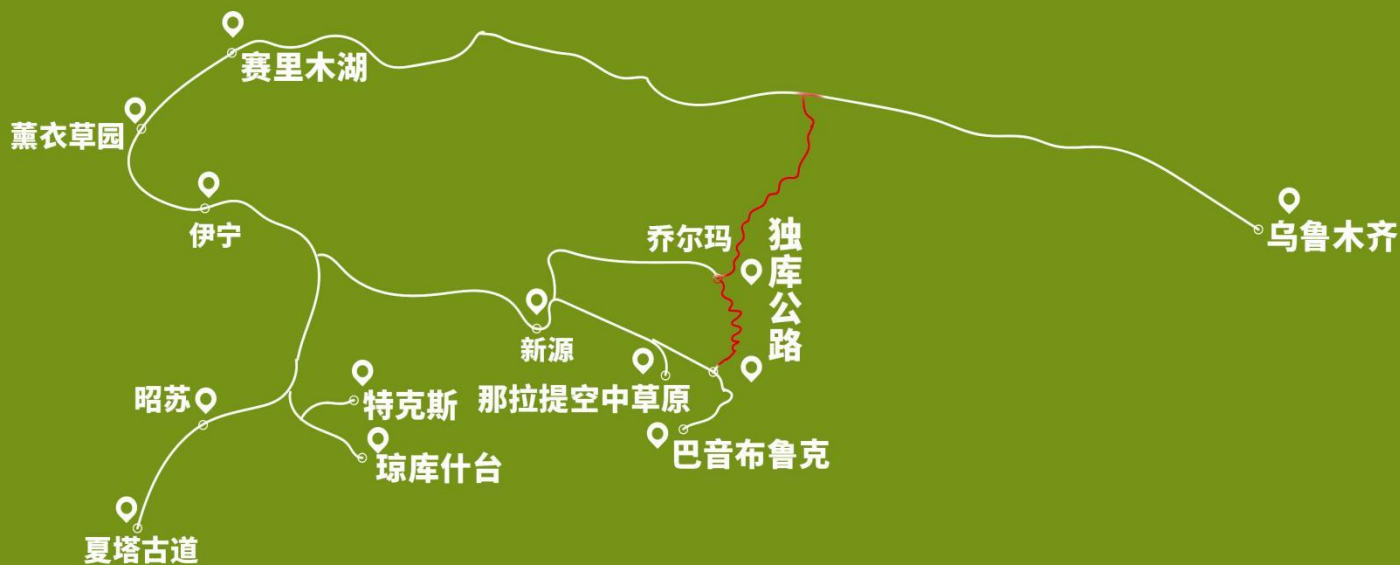 赛里木湖
薰衣草园
伊宁
乔尔玛
独库公路
乌鲁木齐
新源
昭苏
特克斯
那拉提空中草原
巴音布鲁克
琼库什台
夏塔古道